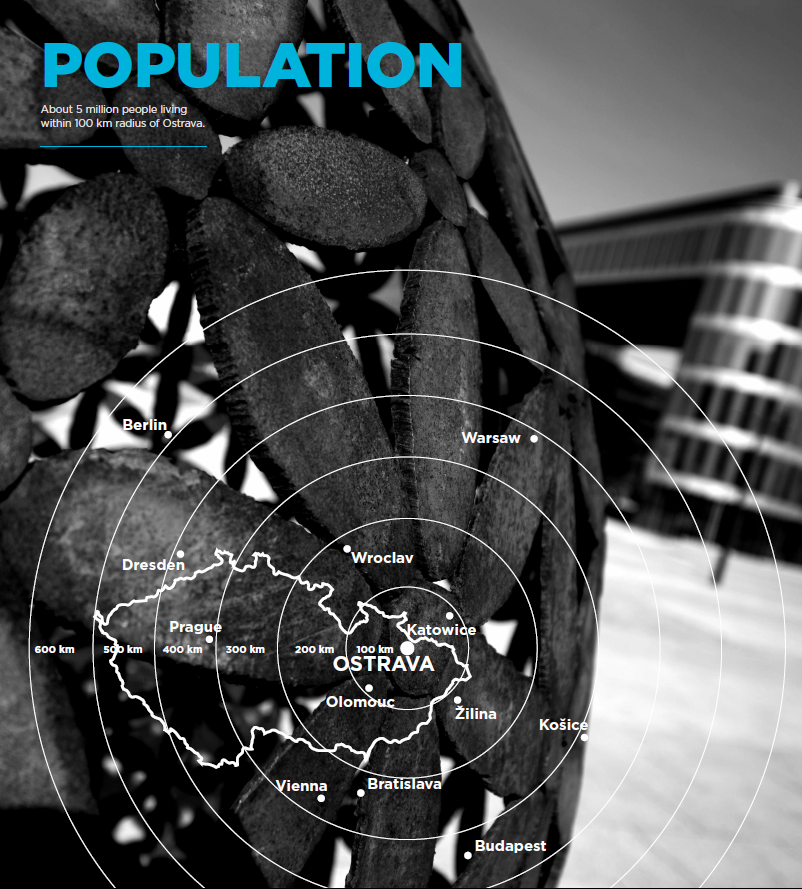 POPULATION
About 5 million people living
within 100 km radius of Ostrava.
Berlin
Warsaw
Wroclav
Dresden
Prague
Katowice
600 km 500 km 400 km 300 km 200 km 100 km
OSTRAVA
Olomouc
Žilina
Košice
Vienna
Bratislava
Budapest